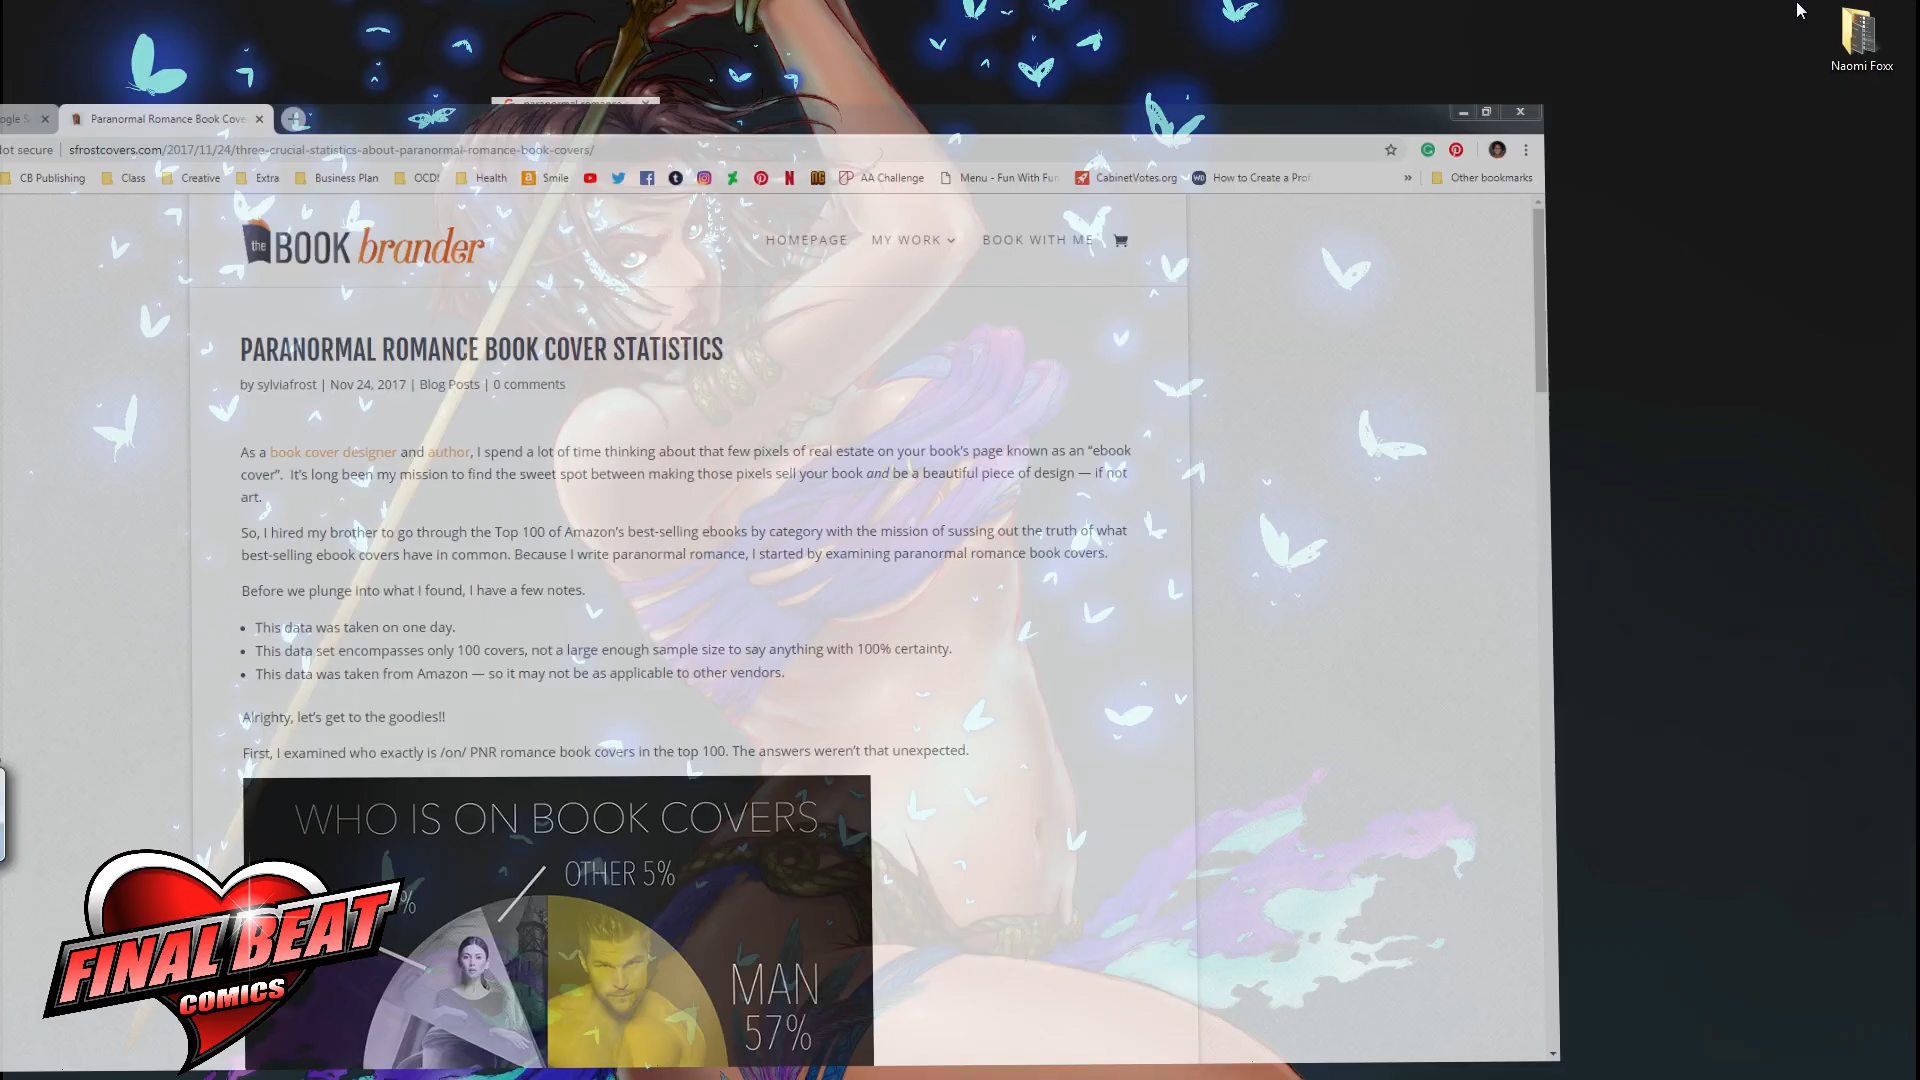 Naomi Foxx
Paranormal Romance Book Cove
ot secure | sfrostcovers.com/2017/11/24/three-crucial-statistics-about-paranormal-romance-book-covers/
CB Publishing Class Creative Extra Business Plan OCD! Health Smile AA Challenge Menu - Fun With Fun CabinetVotes.org How to Create a Prof » Other bookmarks
the BOOK brander
HOMEPAGE MY WORK BOOK WITH ME
PARANORMAL ROMANCE BOOK COVER STATISTICS
by sylviafrost | Nov 24, 2017 | Blog Posts | 0 comments
As a book cover designer and author, I spend a lot of time thinking about that few pixels of real estate on your book's page known as an “ebook
cover”. It's long been my mission to find the sweet spot between making those pixels sell your book and be a beautiful piece of design — if not
art.
So, I hired my brother to go through the Top 100 of Amazon's best-selling ebooks by category with the mission of sussing out the truth of what
best-selling ebook covers have in common. Because I write paranormal romance, I started by examining paranormal romance book covers.
Before we plunge into what I found, I have a few notes.
• This data was taken on one day.
• This data set encompasses only 100 covers, not a large enough sample size to say anything with 100% certainty.
• This data was taken from Amazon — so it may not be as applicable to other vendors.
Alrighty, let's get to the goodies!!
First, I examined who exactly is /on/ PNR romance book covers in the top 100. The answers weren't that unexpected.
WHO IS ON BOOK COVERS
OTHER 5%
%
MAN
57%
FINAL BEAT
COMICS